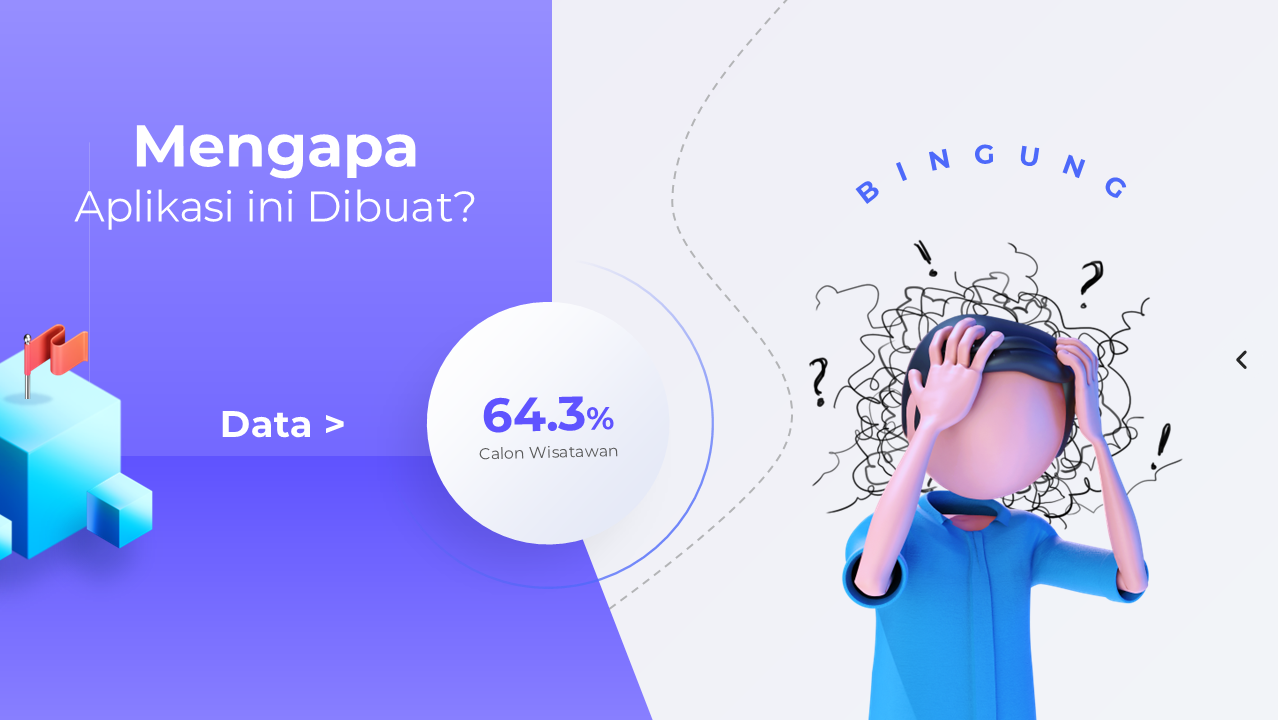 Mengapa
Aplikasi ini Dibuat?
Data >
64.3%
Calon Wisatawan
BINGUNG